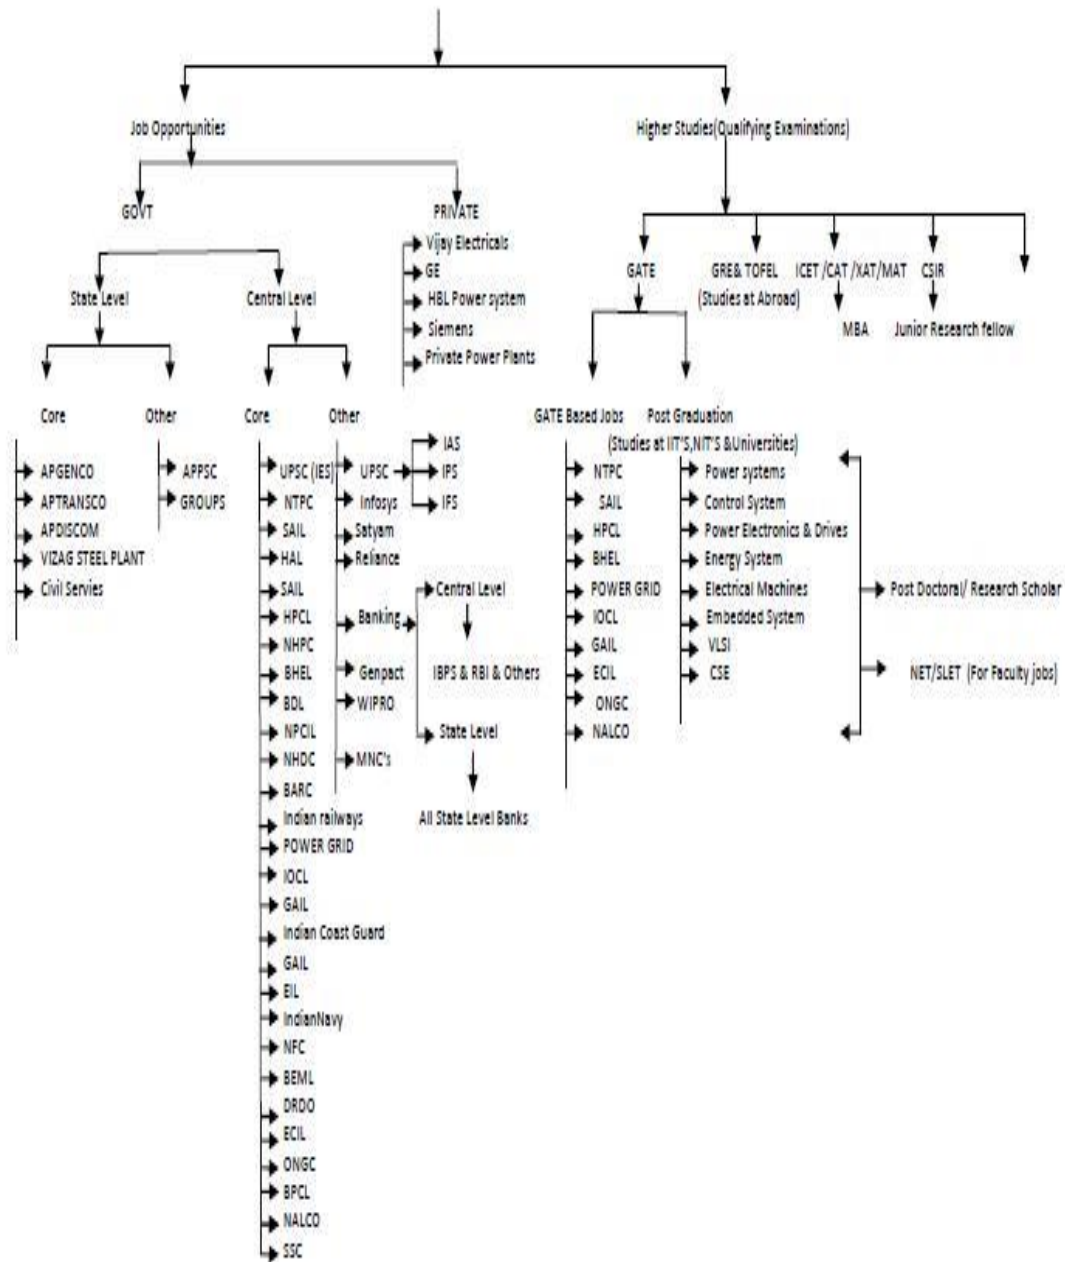 Job Opportunities
Higher Studies(Qualifying Examinations)
GOVT
PRIVATE
Vijay Electricals
GE
HBL Power system
Siemens
Private Power Plants
State Level
Central Level
GATE
GRE& TOFEL
(Studies at Abroad)
ICET /CAT /XAT/MAT
MBA
CSIR
Junior Research fellow
Core
APGENCO
APTRANSCO
APDISCOM
VIZAG STEEL PLANT
Civil Servies
Other
APPSC
GROUPS
Core
UPSC (IES)
NTPC
SAIL
HAL
SAIL
HPCL
NHPC
BHEL
BDL
NPCIL
NHDC
BARC
Indian railways
POWER GRID
IOCL
GAIL
Indian Coast Guard
GAIL
EIL
IndianNavy
NFC
BEML
DRDO
ECIL
ONGC
BPCL
NALCO
SSC
Other
UPSC
IAS
IPS
IFS
Infosys
Satyam
Reliance
Banking
Central Level
IBPS & RBI & Others
State Level
All State Level Banks
Genpact
WIPRO
MNC's
GATE Based Jobs
NTPC
SAIL
HPCL
BHEL
POWER GRID
IOCL
GAIL
ECIL
ONGC
NALCO
Post Graduation
(Studies at IIT"S,NIT'S &Universities)
Power systems
Control System
Power Electronics & Drives
Energy System
Electrical Machines
Embedded System
VLSI
CSE
Post Doctoral/ Research Scholar
NET/SLET (For Faculty jobs)